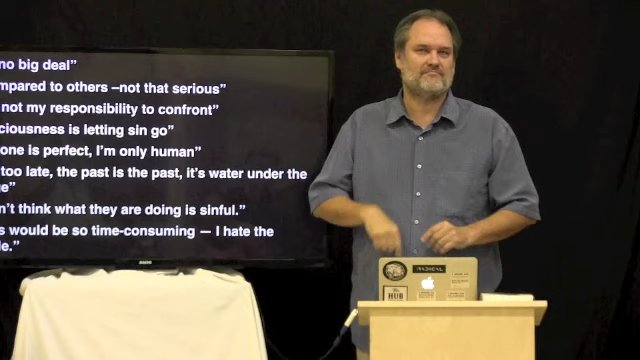 no big deal”
mpared to others –not that serious”
not my responsibility to confront”
ciousness is letting sin go”
one is perfect, I’m only human”
too late, the past is the past, it’s water under the
e”
n’t think what they are doing is sinful.”
s would be so time-consuming — I hate the
le.”
RADICAL
HUB